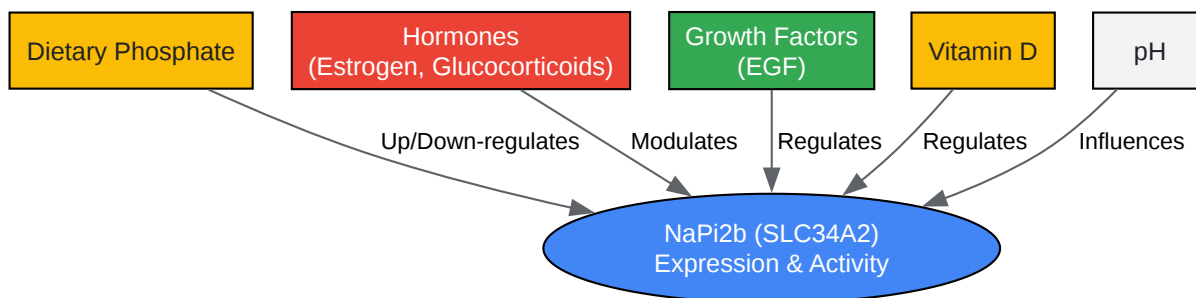 Dietary Phosphate
Hormones
(Estrogen, Glucocorticoids)
Growth Factors
(EGF)
Vitamin D
pH
Up/Down-regulates
Modulates
Regulates
Regulates
Influences
NaPi2b (SLC34A2)
Expression & Activity